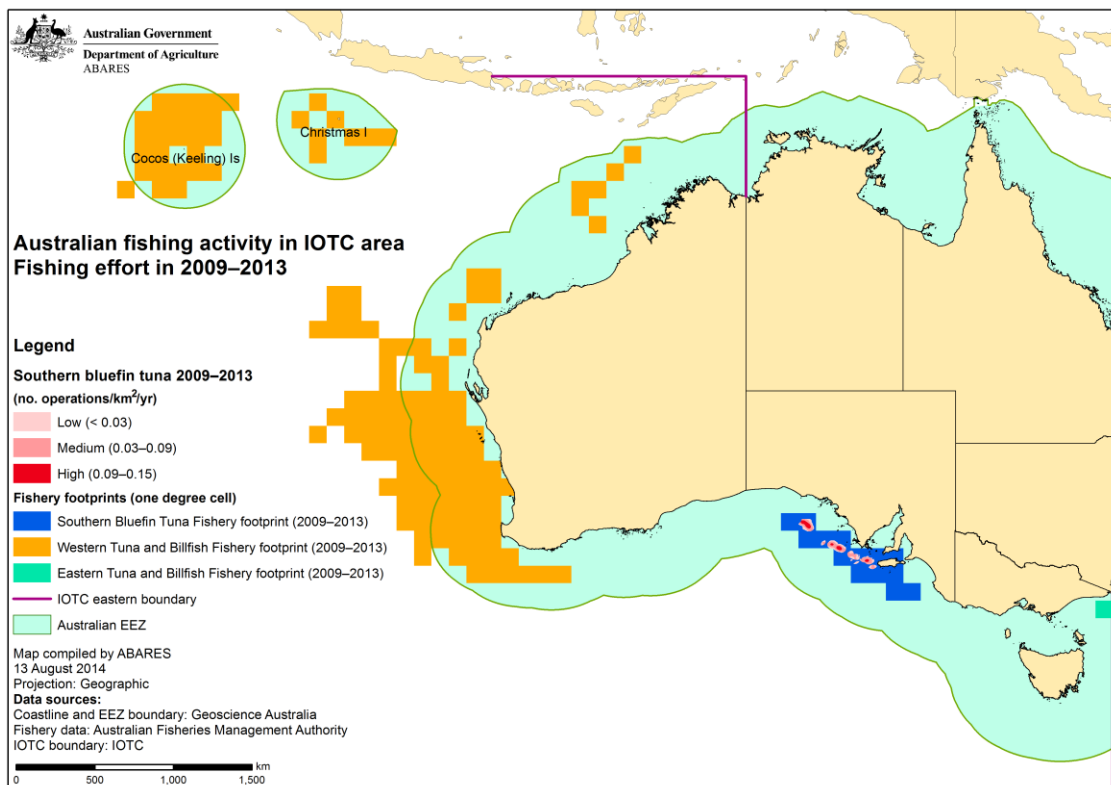 Australian Government
Department of Agriculture
ABARES
Cocos (Keeling) Is
Christmas I
Australian fishing activity in IOTC area
Fishing effort in 2009–2013
Legend
Southern bluefin tuna 2009–2013
(no. operations/km²/yr)
Low (< 0.03)
Medium (0.03–0.09)
High (0.09–0.15)
Fishery footprints (one degree cell)
Southern Bluefin Tuna Fishery footprint (2009–2013)
Western Tuna and Billfish Fishery footprint (2009–2013)
Eastern Tuna and Billfish Fishery footprint (2009–2013)
IOTC eastern boundary
Australian EEZ
Map compiled by ABARES
13 August 2014
Projection: Geographic
Data sources:
Coastline and EEZ boundary: Geoscience Australia
Fishery data: Australian Fisheries Management Authority
IOTC boundary: IOTC
km
0 500 1,000 1,500